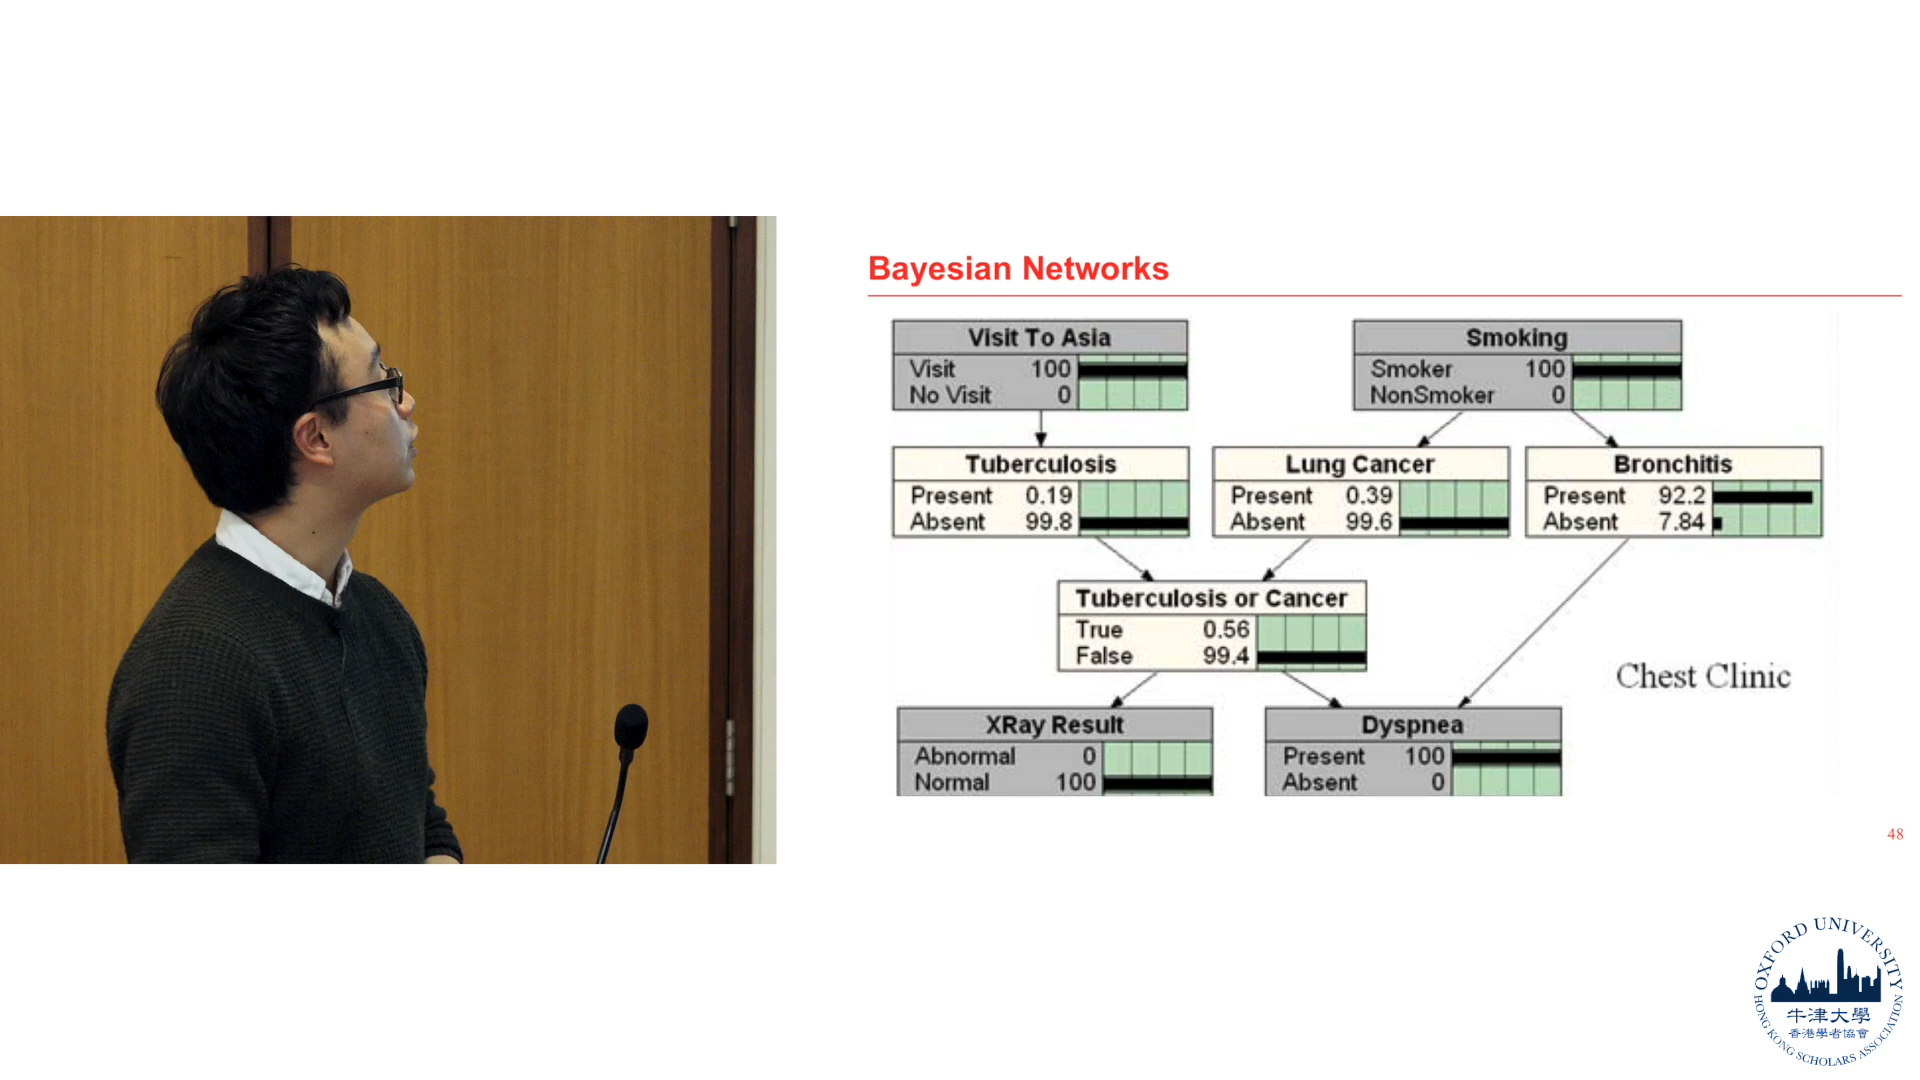 Bayesian Networks
Visit To Asia
Visit 100
No Visit 0
Smoking
Smoker 100
NonSmoker 0
Tuberculosis
Present 0.19
Absent 99.8
Lung Cancer
Present 0.39
Absent 99.6
Bronchitis
Present 92.2
Absent 7.84
Tuberculosis or Cancer
True 0.56
False 99.4
Chest Clinic
XRay Result
Abnormal 0
Normal 100
Dyspnea
Present 100
Absent 0
48
OXFORD UNIVERSITY
牛津大學
香港學者協會
HONG KONG SCHOLARS ASSOCIATION